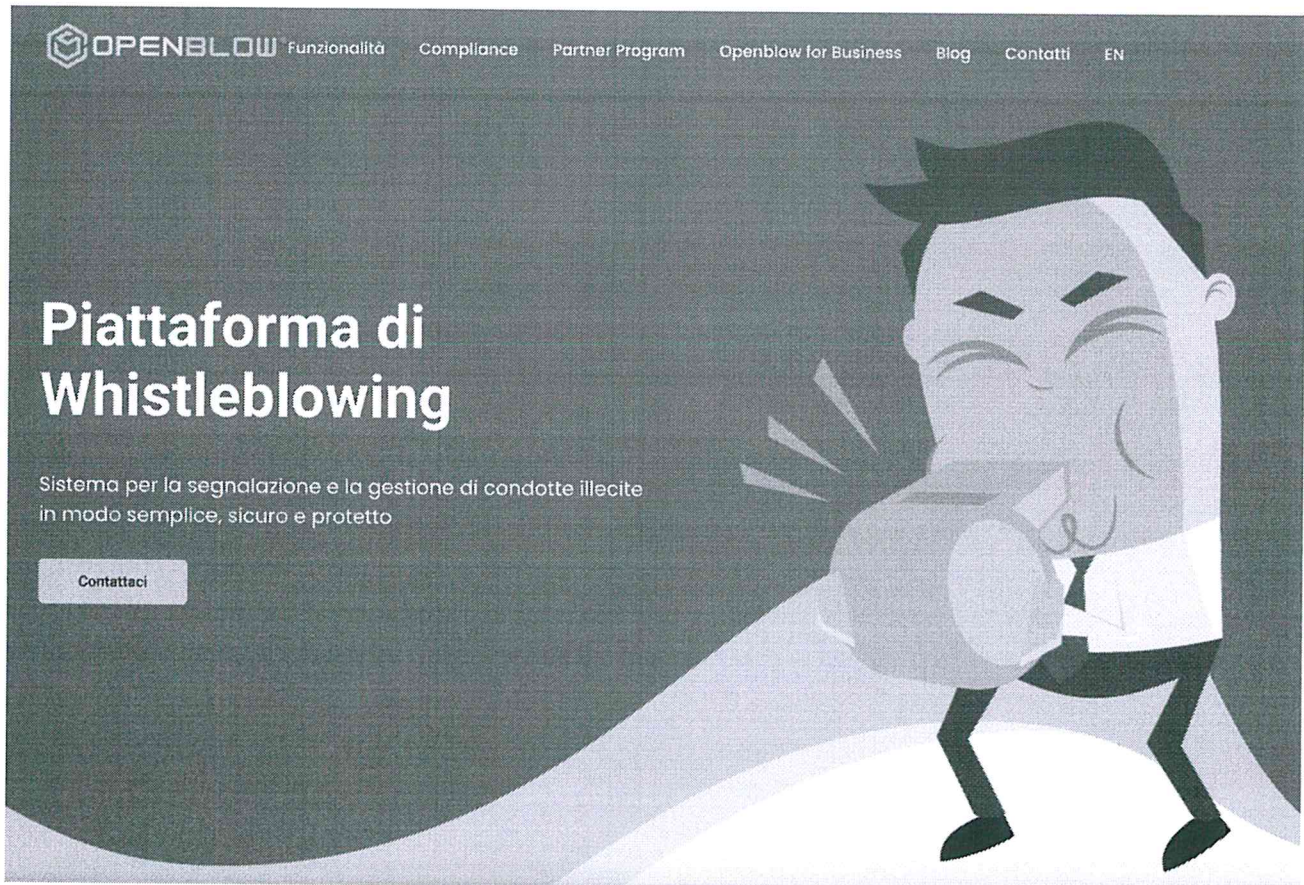 OPENBLOW Funzionalità Compliance Partner Program Openblow for Business Blog Contatti EN
Piattaforma di
Whistleblowing
Sistema per la segnalazione e la gestione di condotte illecite
in modo semplice, sicuro e protetto
Contattaci